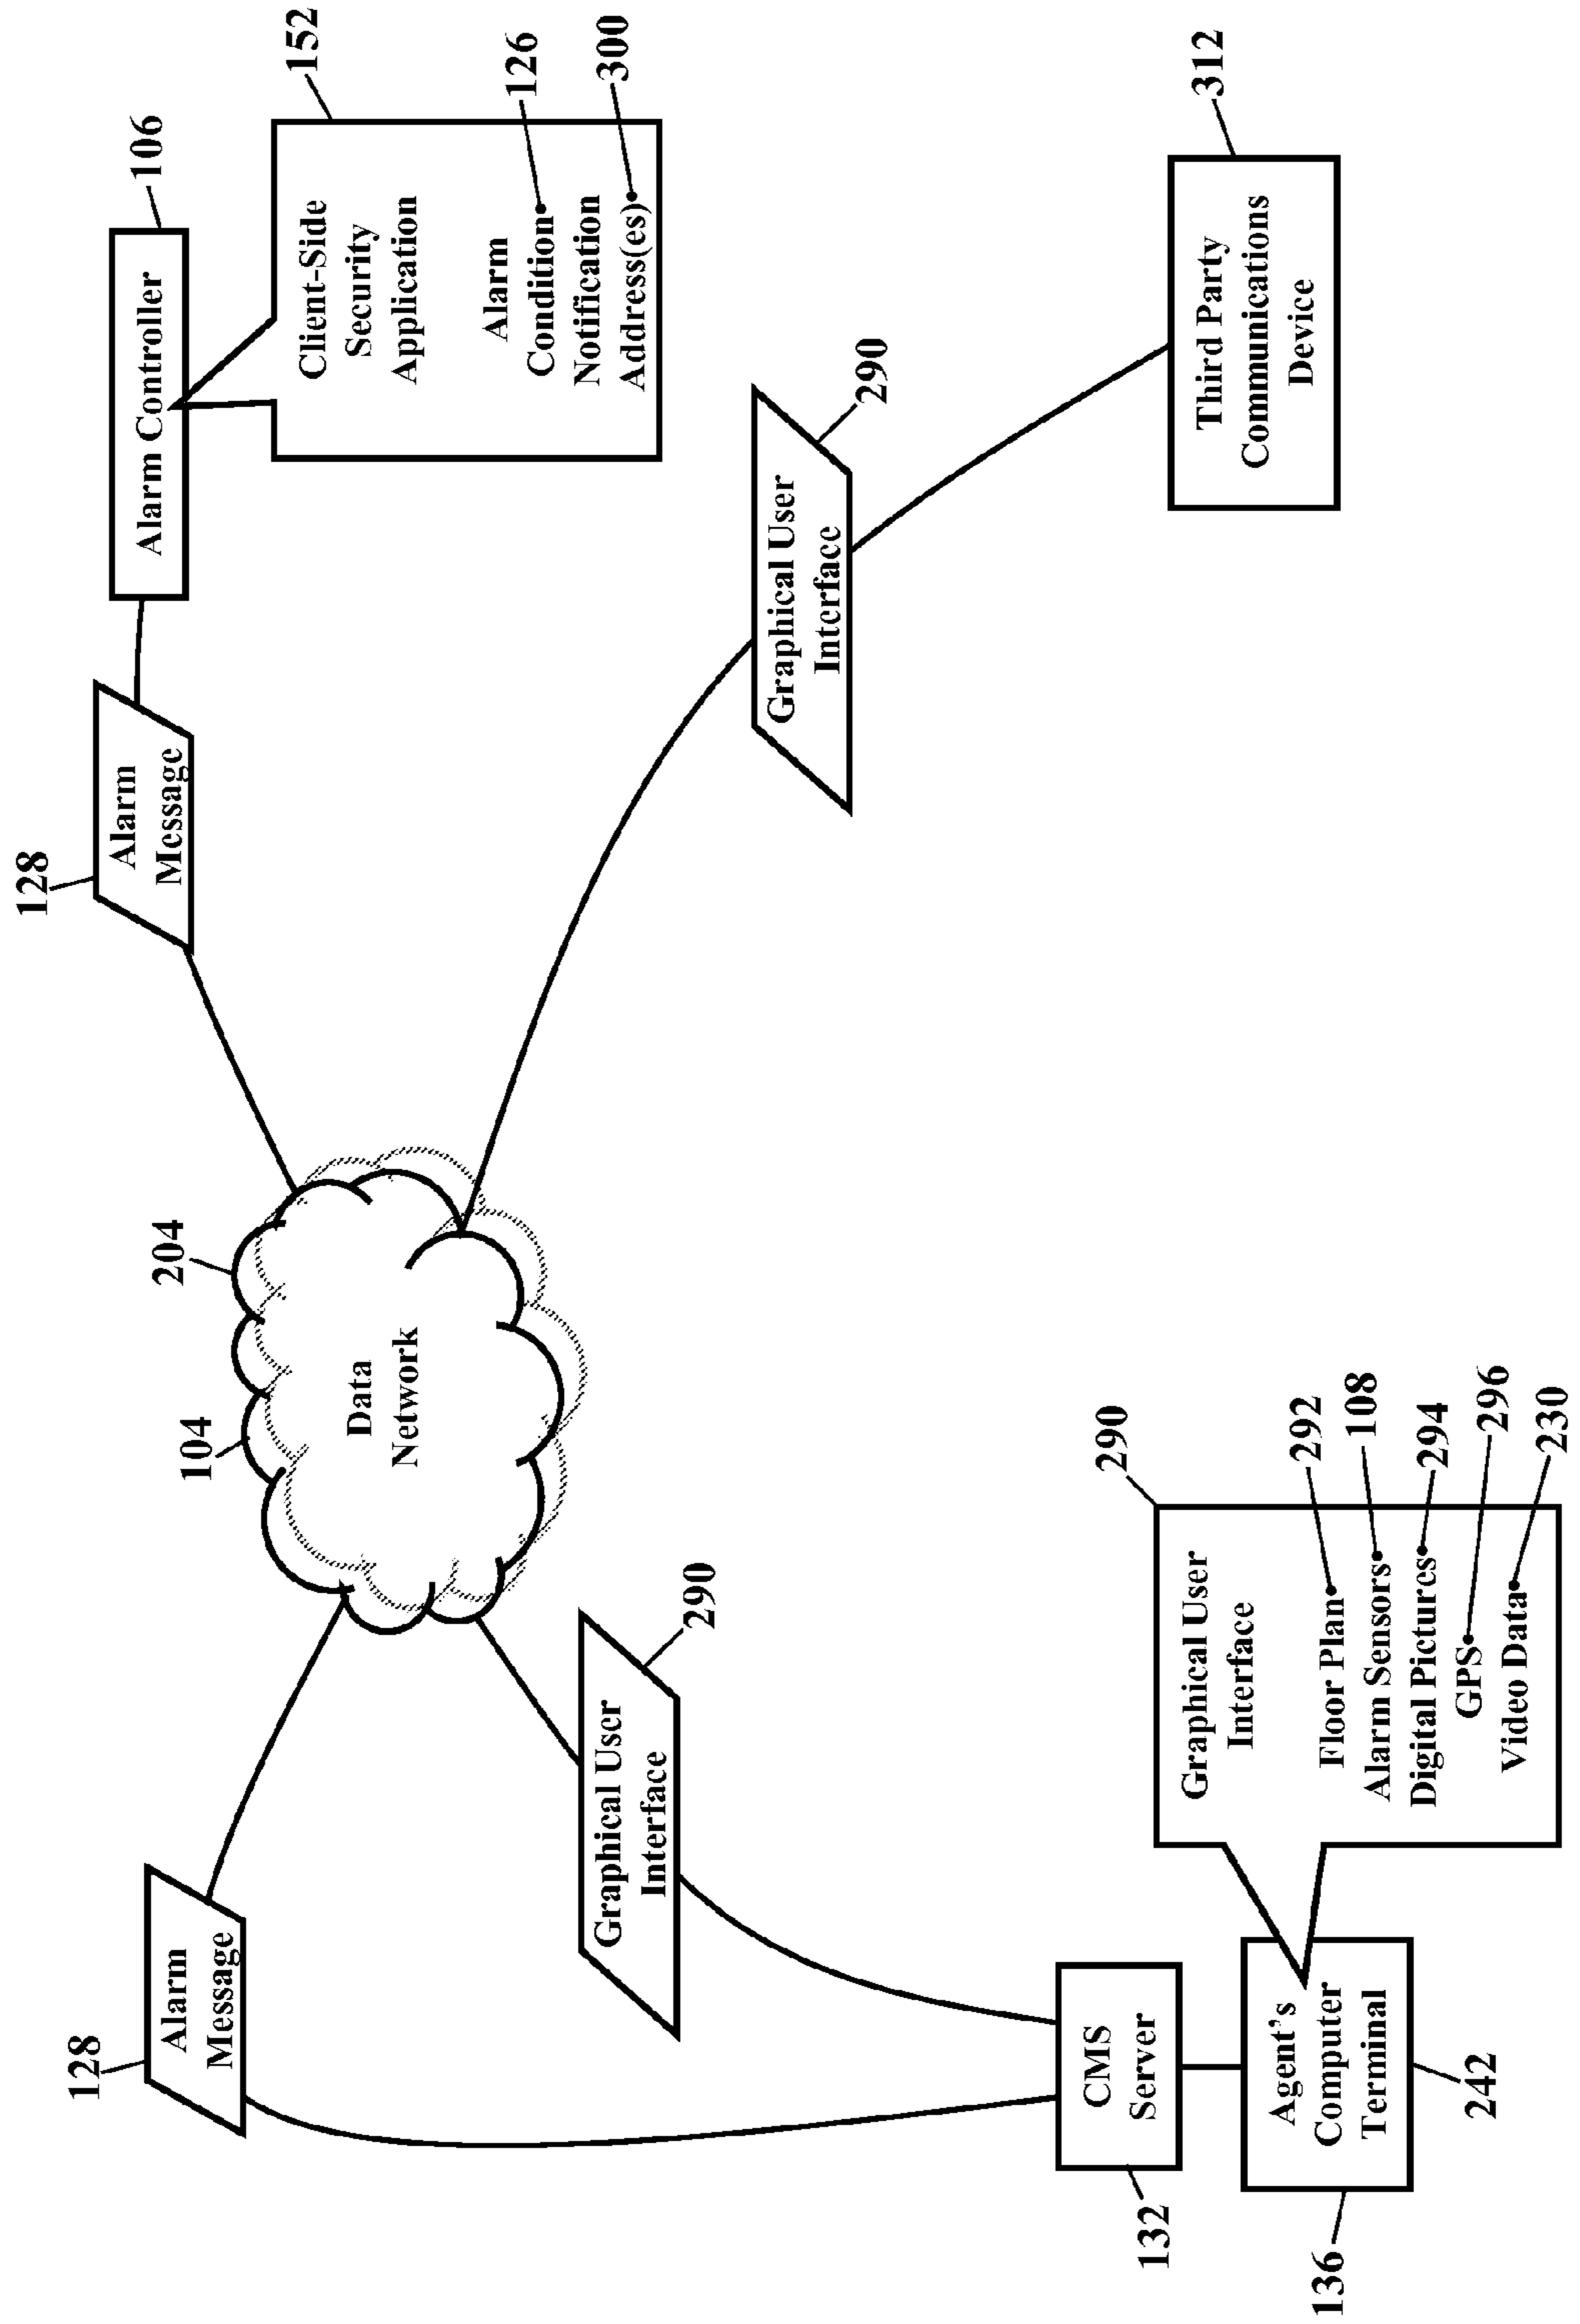 128
Alarm
Message
104
204
Data
Network
128
Alarm
Message
106
Alarm Controller
152
Client-Side
Security
Application
Alarm
Condition
126
Notification
Address(es)
300
Graphical User
Interface
290
Graphical User
Interface
290
132
CMS
Server
136
Agent's
Computer
Terminal
242
290
Graphical User
Interface
Floor Plan
292
Alarm Sensors
108
Digital Pictures
294
GPS
296
Video Data
230
312
Third Party
Communications
Device